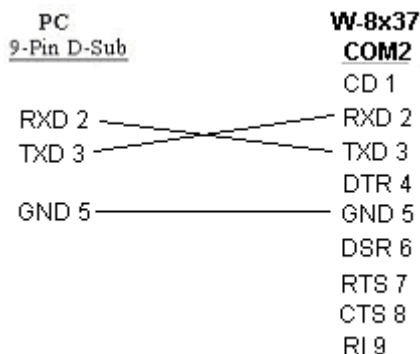 PC
9-Pin D-Sub
RXD 2
TXD 3
GND 5
W-8x37
COM2
CD 1
RXD 2
TXD 3
DTR 4
GND 5
DSR 6
RTS 7
CTS 8
RI 9